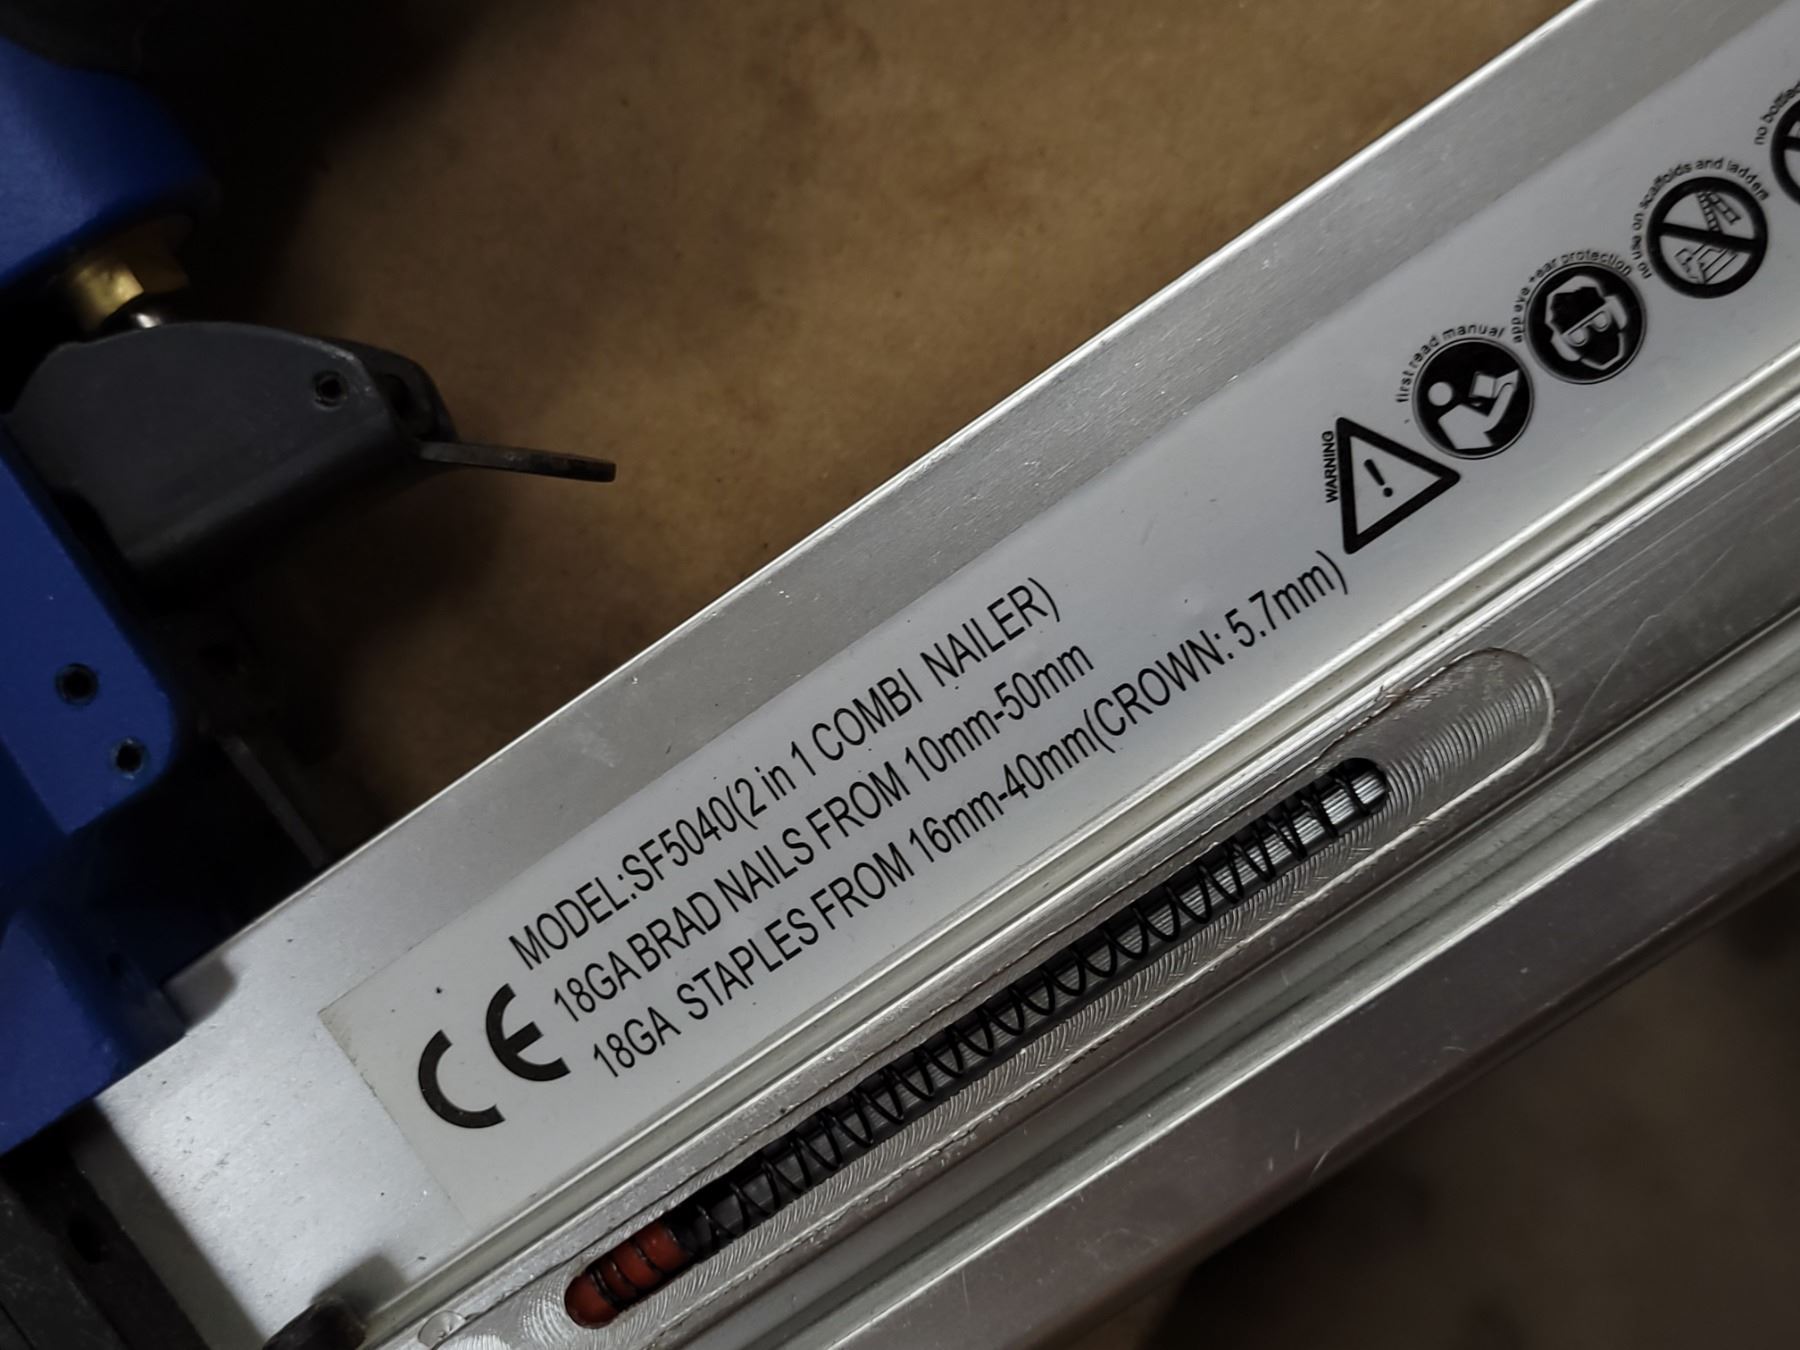 MODEL:SF5040(2 in 1 COMBI NAILER)
18GA BRAD NAILS FROM 10mm-50mm
18GA STAPLES FROM 16mm-40mm(CROWN: 5.7mm)
CE
WARNING
!
first read manual
app eye +ear protection
no use on scaffolds and ladders
no